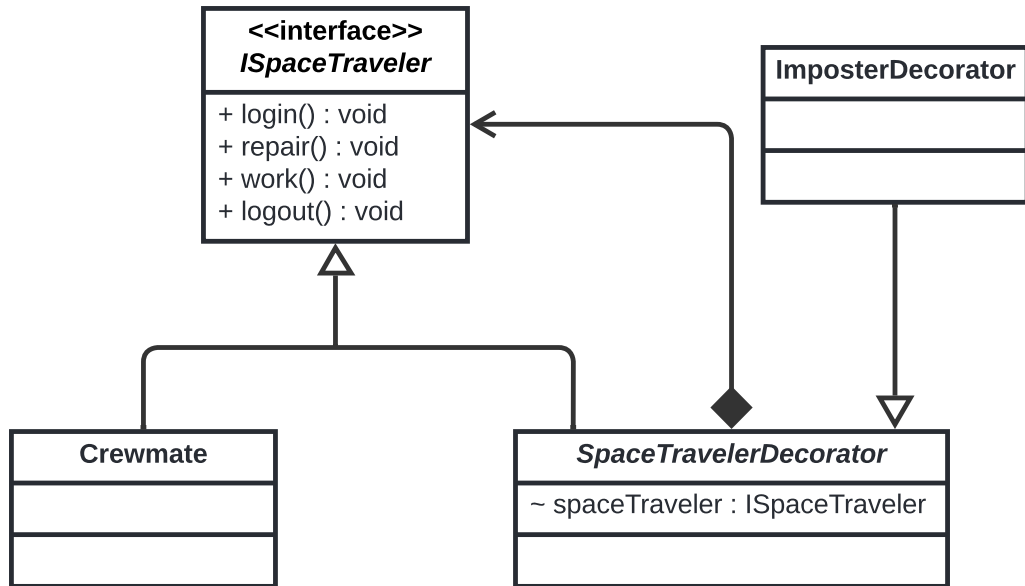 <<interface>>
ISpaceTraveler
+ login() : void
+ repair() : void
+ work() : void
+ logout() : void
ImposterDecorator
Crewmate
SpaceTravelerDecorator
~ spaceTraveler : ISpaceTraveler